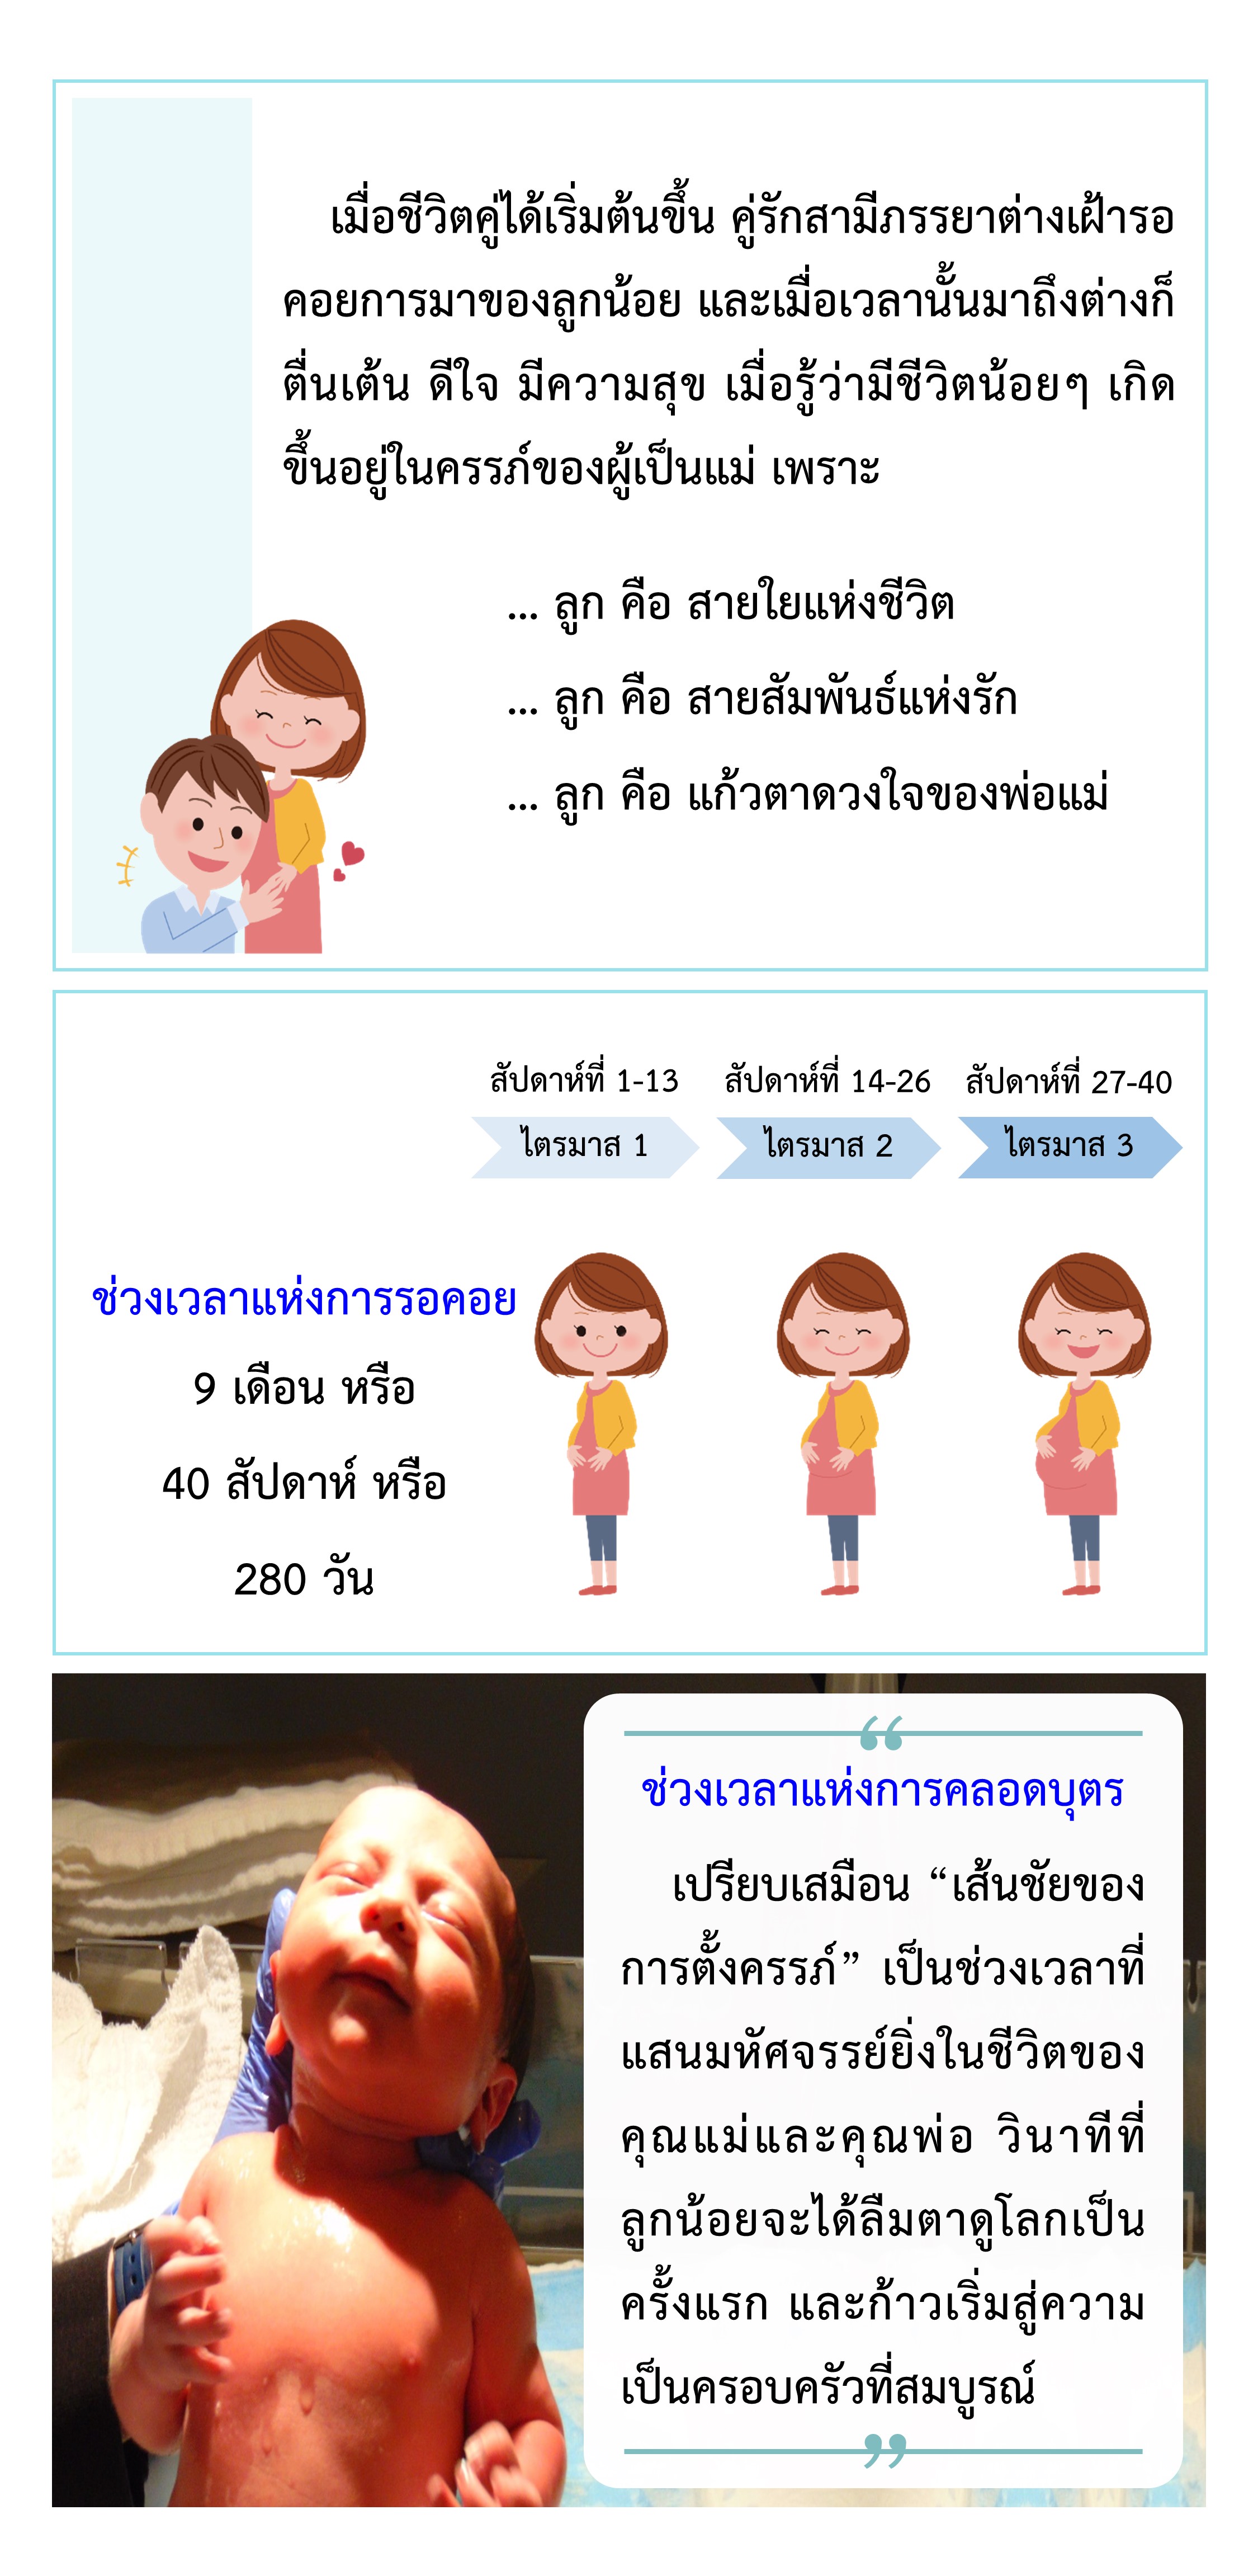 เมื่อชีวิตคู่ได้เริ่มต้นขึ้น คู่รักสามีภรรยาต่างเฝ้ารอ
คอยการมาของลูกน้อย และเมื่อเวลานั้นมาถึงต่างก็
ตื่นเต้น ดีใจ มีความสุข เมื่อรู้ว่ามีชีวิตน้อยๆ เกิด
ขึ้นอยู่ในครรภ์ของผู้เป็นแม่ เพราะ
... ลูก คือ สายใยแห่งชีวิต
... ลูก คือ สายสัมพันธ์แห่งรัก
... ลูก คือ แก้วตาดวงใจของพ่อแม่
สัปดาห์ที่ 1-13 สัปดาห์ที่ 14-26 สัปดาห์ที่ 27-40
ไตรมาส 1 ไตรมาส 2 ไตรมาส 3
ช่วงเวลาแห่งการรอคอย
9 เดือน หรือ
40 สัปดาห์ หรือ
280 วัน
“
ช่วงเวลาแห่งการคลอดบุตร
เปรียบเสมือน “เส้นชัยของ
การตั้งครรภ์” เป็นช่วงเวลาที่
แสนมหัศจรรย์ยิ่งในชีวิตของ
คุณแม่และคุณพ่อ วินาทีที่
ลูกน้อยจะได้ลืมตาดูโลกเป็น
ครั้งแรก และก้าวเริ่มสู่ความ
เป็นครอบครัวที่สมบูรณ์
”